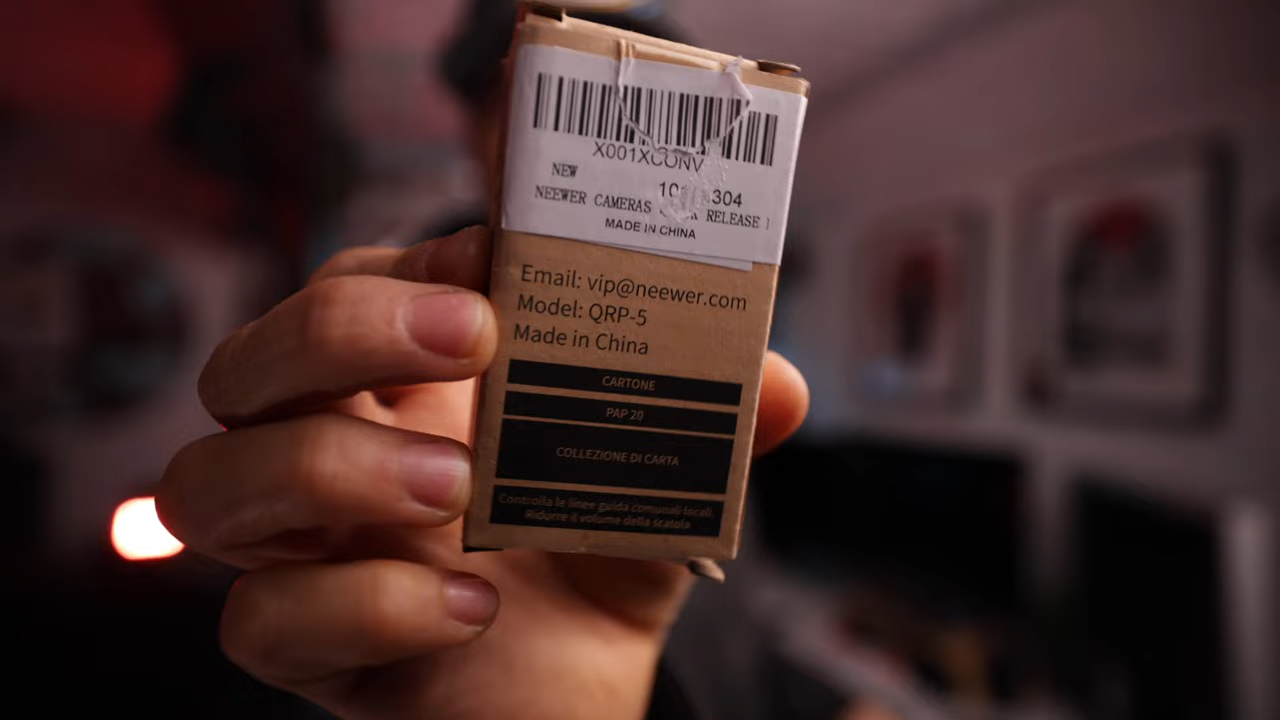 X001XCONV
NEW
304
NEEWER CAMERAS RELEASE
MADE IN CHINA
Email: vip@neewer.com
Model: QRP-5
Made in China
CARTONE
PAP 20
COLLEZIONE DI CARTA
Controlla le linee guida comunali locali.
Ridurre il volume della scatola